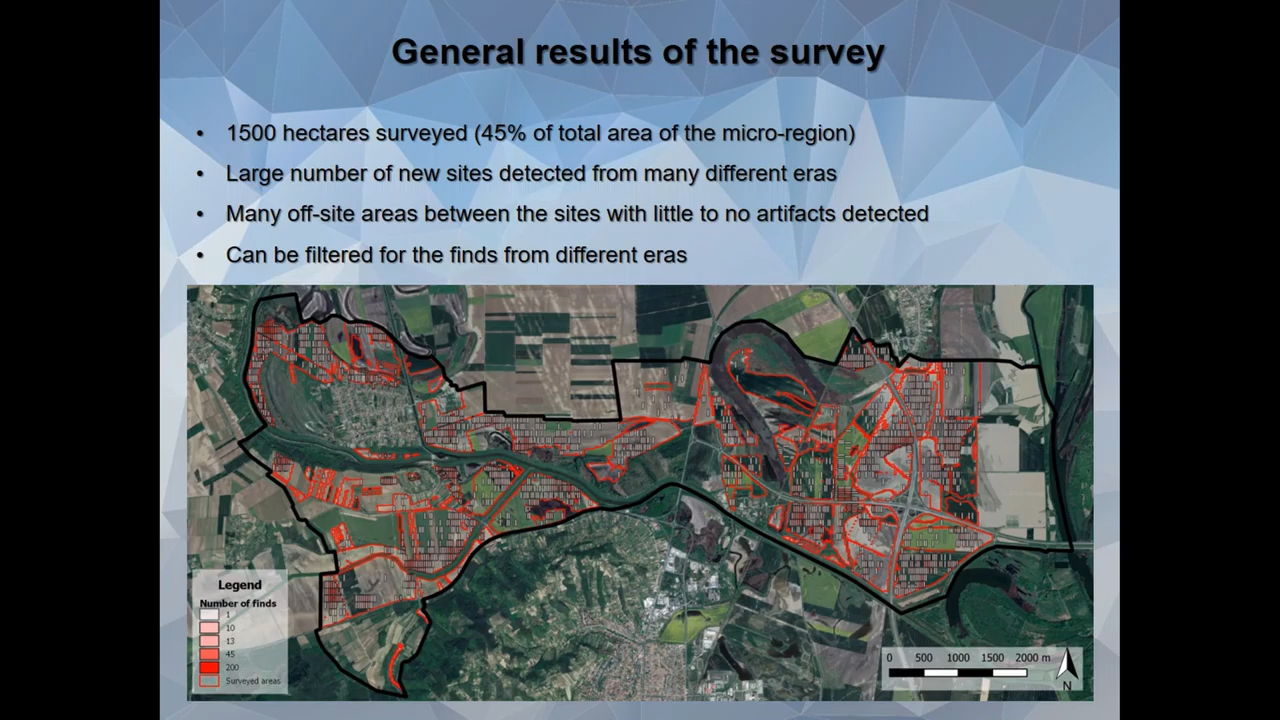 General results of the survey
• 1500 hectares surveyed (45% of total area of the micro-region)
• Large number of new sites detected from many different eras
• Many off-site areas between the sites with little to no artifacts detected
• Can be filtered for the finds from different eras
Legend
Number of finds
1
10
13
45
200
Surveyed areas
0 500 1000 1500 2000 m
N